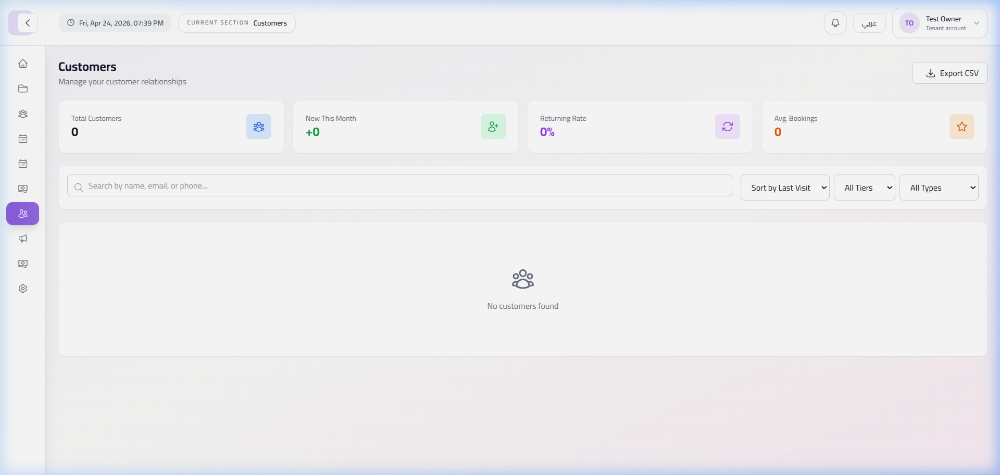 Fri, Apr 24, 2026, 07:39 PM
CURRENT SECTION Customers
عربي
TO
Test Owner
Tenant account
Customers
Manage your customer relationships
Export CSV
Total Customers
0
New This Month
+0
Returning Rate
0%
Avg. Bookings
0
Search by name, email, or phone...
Sort by Last Visit
All Tiers
All Types
No customers found